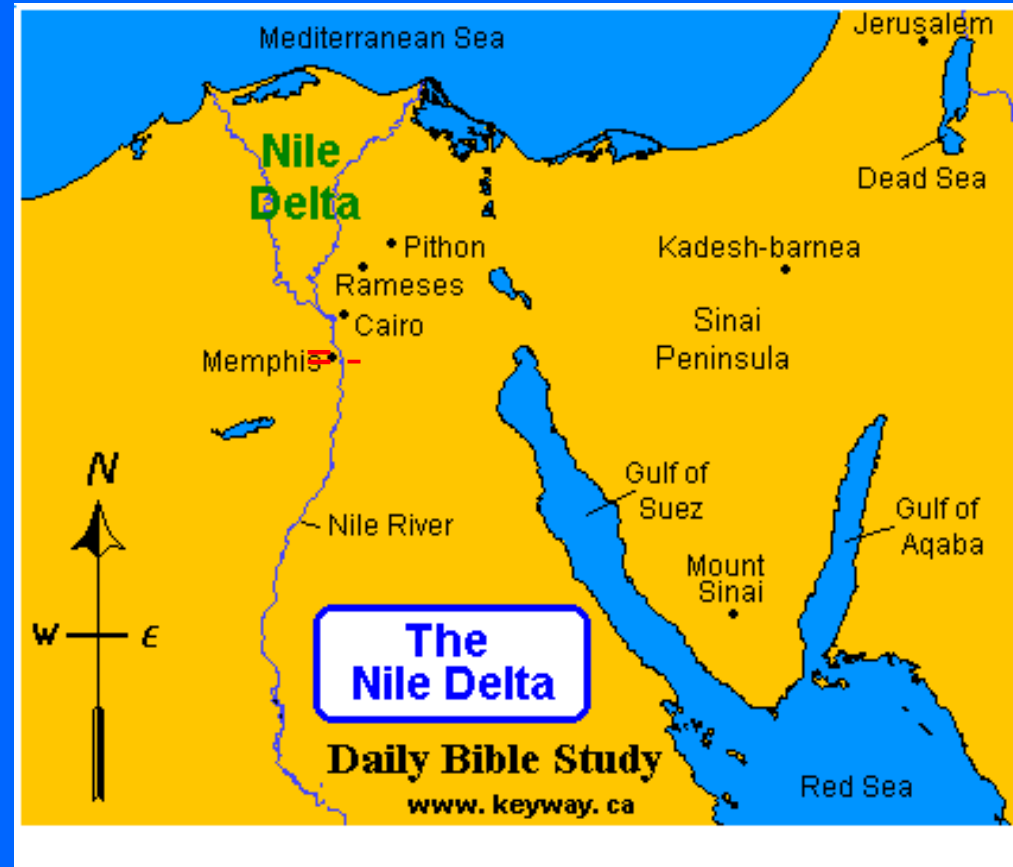 Mediterranean Sea
Jerusalem
Nile
Delta
Dead Sea
Pithon
Kadesh-barnea
Rameses
Cairo
Sinai
Peninsula
Memphis
N
Gulf of
Suez
Gulf of
Aqaba
Nile River
Mount
Sinai
W E
The
Nile Delta
Daily Bible Study
www.keyway.ca
Red Sea